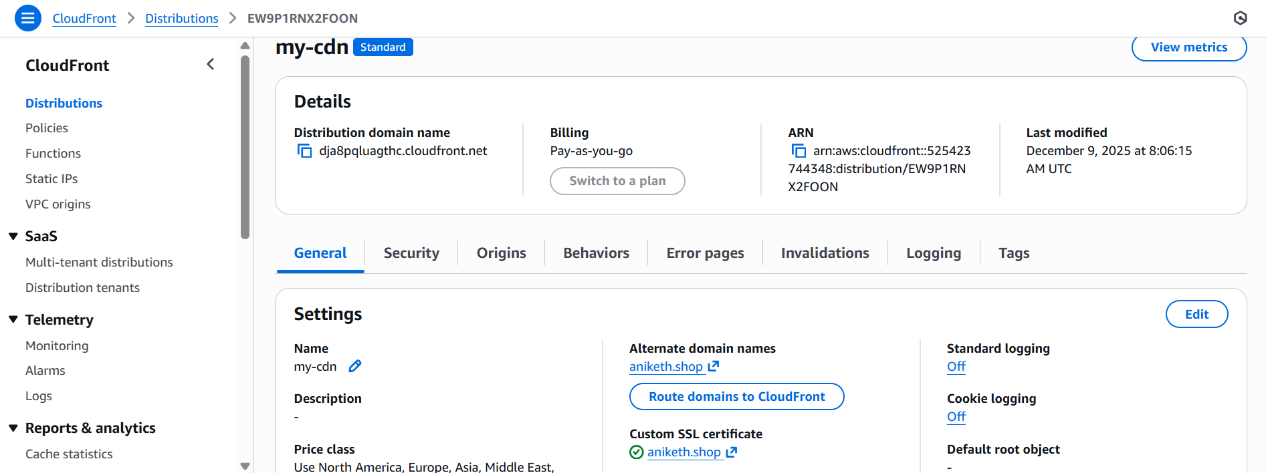 CloudFront > Distributions > EW9P1RNX2FOON
CloudFront
Distributions
Policies
Functions
Static IPs
VPC origins
SaaS
Multi-tenant distributions
Distribution tenants
Telemetry
Monitoring
Alarms
Logs
Reports & analytics
Cache statistics
my-cdn Standard
View metrics
Details
Distribution domain name
dja8pqluagthc.cloudfront.net
Billing
Pay-as-you-go
Switch to a plan
ARN
arn:aws:cloudfront::525423
744348:distribution/EW9P1RN
X2FOON
Last modified
December 9, 2025 at 8:06:15
AM UTC
General Security Origins Behaviors Error pages Invalidations Logging Tags
Settings
Edit
Name
my-cdn
Description
-
Price class
Use North America, Europe, Asia, Middle East,
Alternate domain names
aniketh.shop
Route domains to CloudFront
Custom SSL certificate
aniketh.shop
Standard logging
Off
Cookie logging
Off
Default root object
-